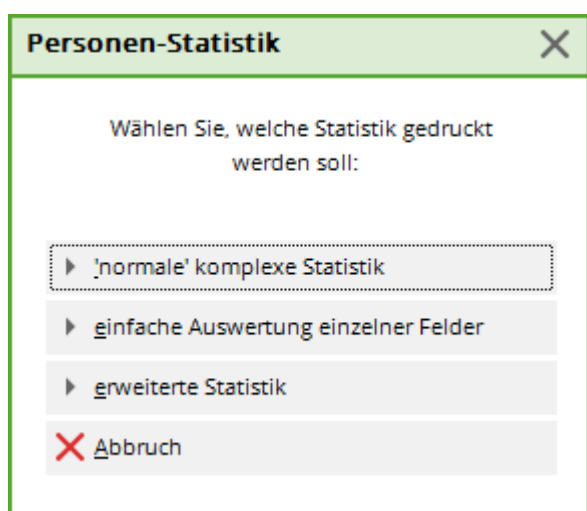 Personen-Statistik
Wählen Sie, welche Statistik gedruckt
werden soll:
'normale' komplexe Statistik
einfache Auswertung einzelner Felder
erweiterte Statistik
Abbruch